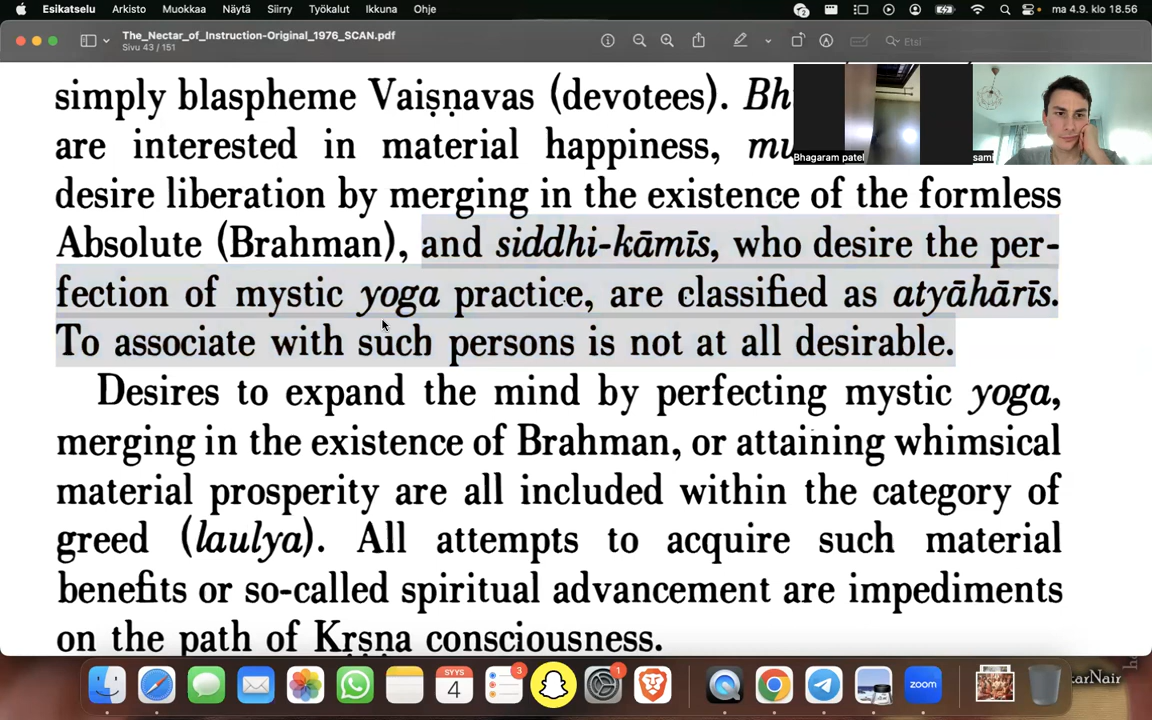 Esikatselu Arkisto Muokkaa Näytä Siirry Työkalut Ikkuna Ohje ma 4.9. klo 18.56
The_Nectar_of_Instruction-Original_1976_SCAN.pdf
Sivu 43 / 151
Etsi
simply blaspheme Vaiṣṇavas (devotees). Bh
are interested in material happiness, mu
desire liberation by merging in the existence of the formless
Absolute (Brahman), and siddhi-kāmīs, who desire the per-
fection of mystic yoga practice, are classified as atyāhārīs.
To associate with such persons is not at all desirable.
Desires to expand the mind by perfecting mystic yoga,
merging in the existence of Brahman, or attaining whimsical
material prosperity are all included within the category of
greed (laulya). All attempts to acquire such material
benefits or so-called spiritual advancement are impediments
on the path of Kṛṣṇa consciousness.
Bhagaram patel
sami
SYYS
4
3
1
zoom